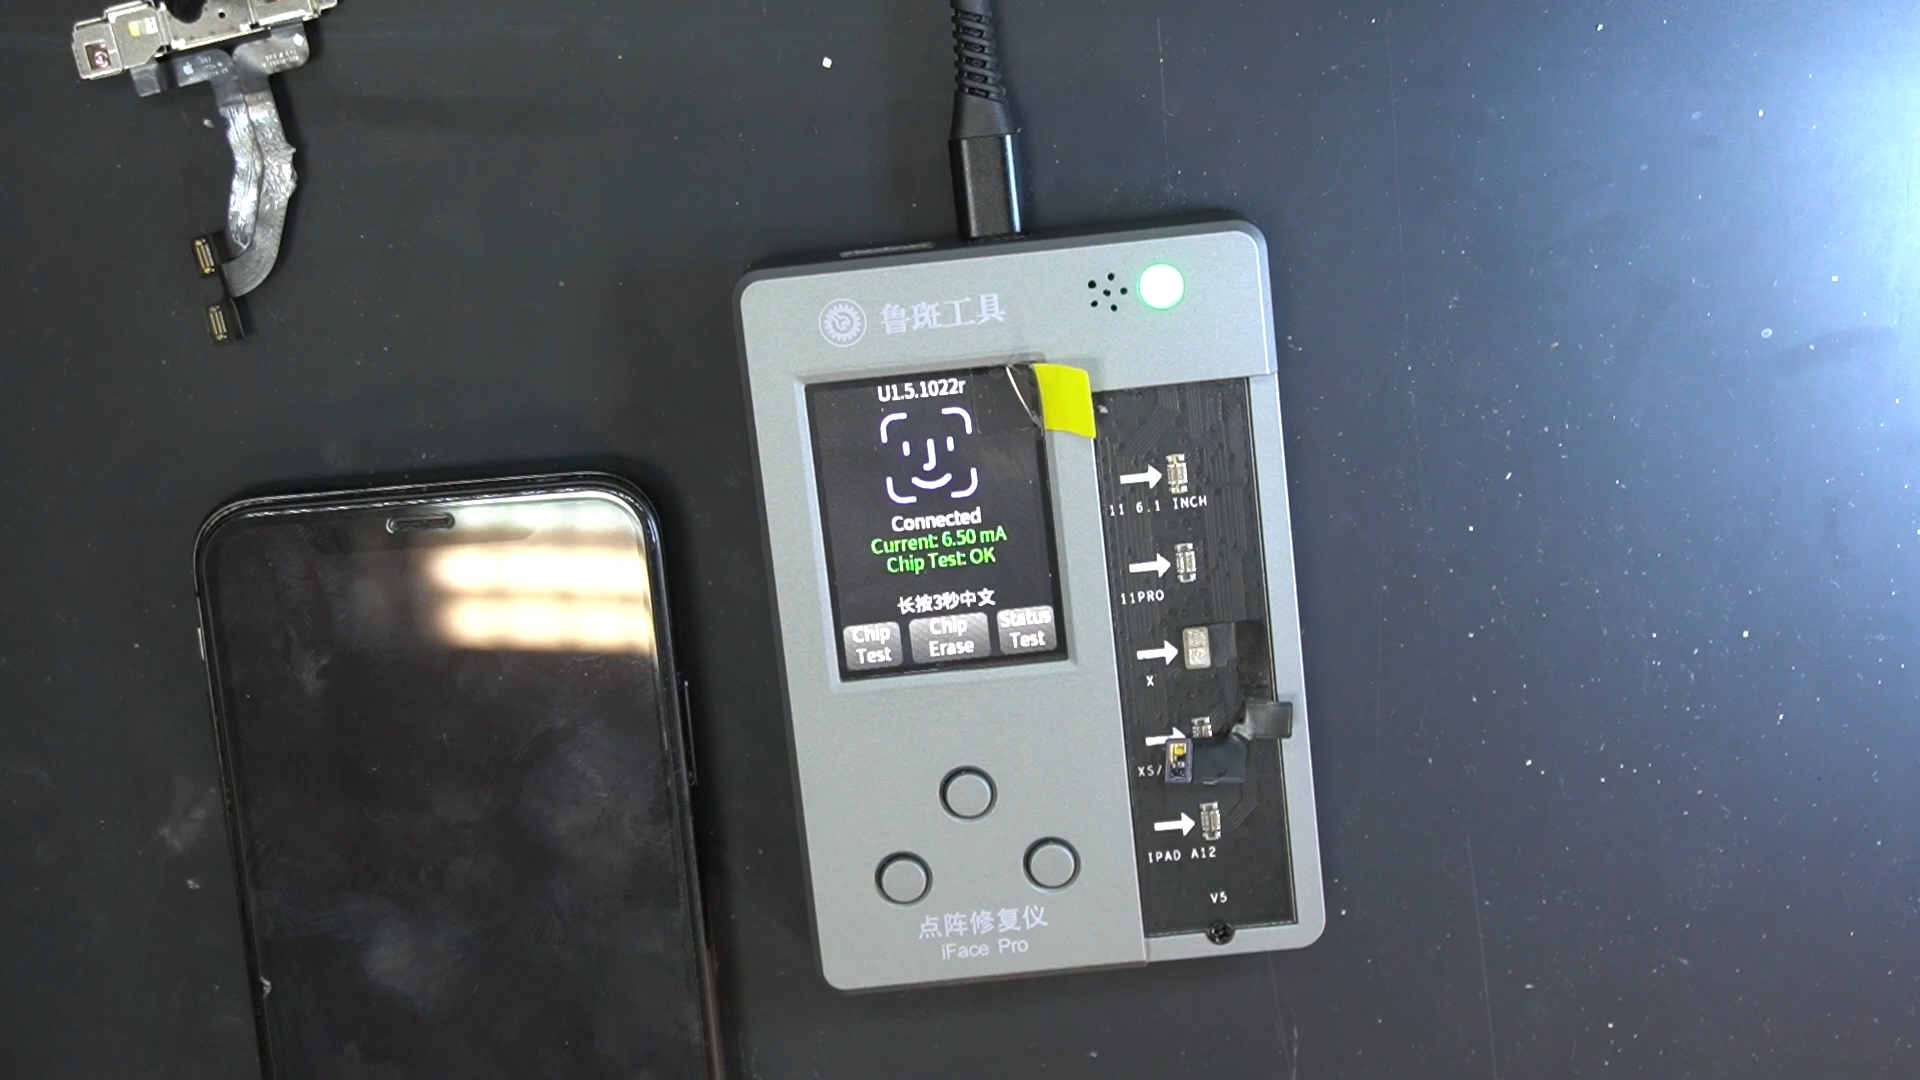 鲁班工具
U1.5.1022r
Connected
Current: 6.50 mA
Chip Test: OK
长按3秒中文
Chip Test
Chip Erase
Status Test
11 6.1 INCH
11PRO
X
XS/
IPAD A12
V5
点阵修复仪
iFace Pro